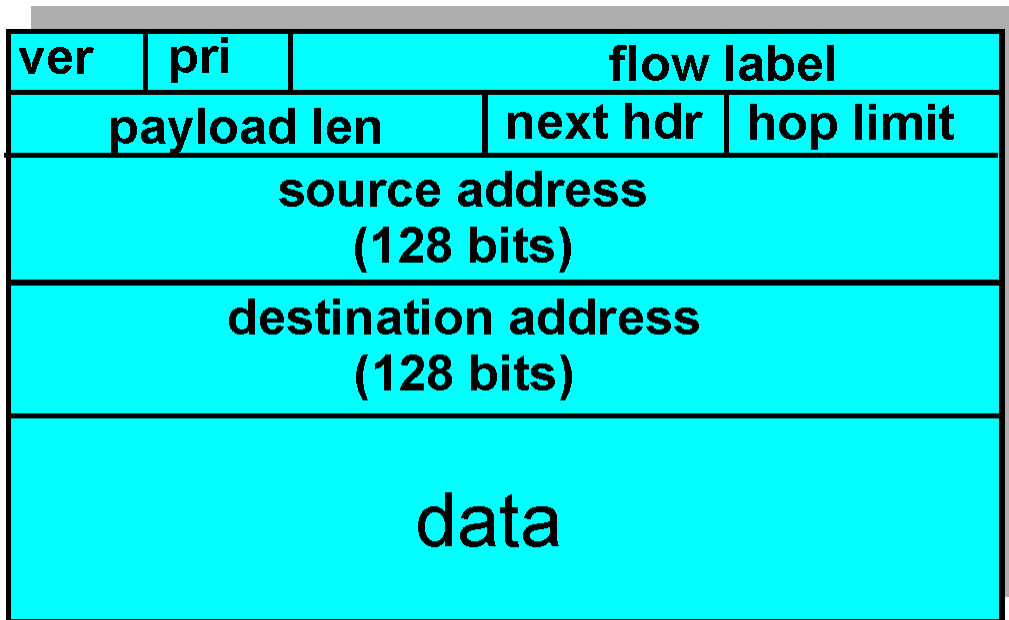 ver pri flow label
payload len next hdr hop limit
source address
(128 bits)
destination address
(128 bits)
data